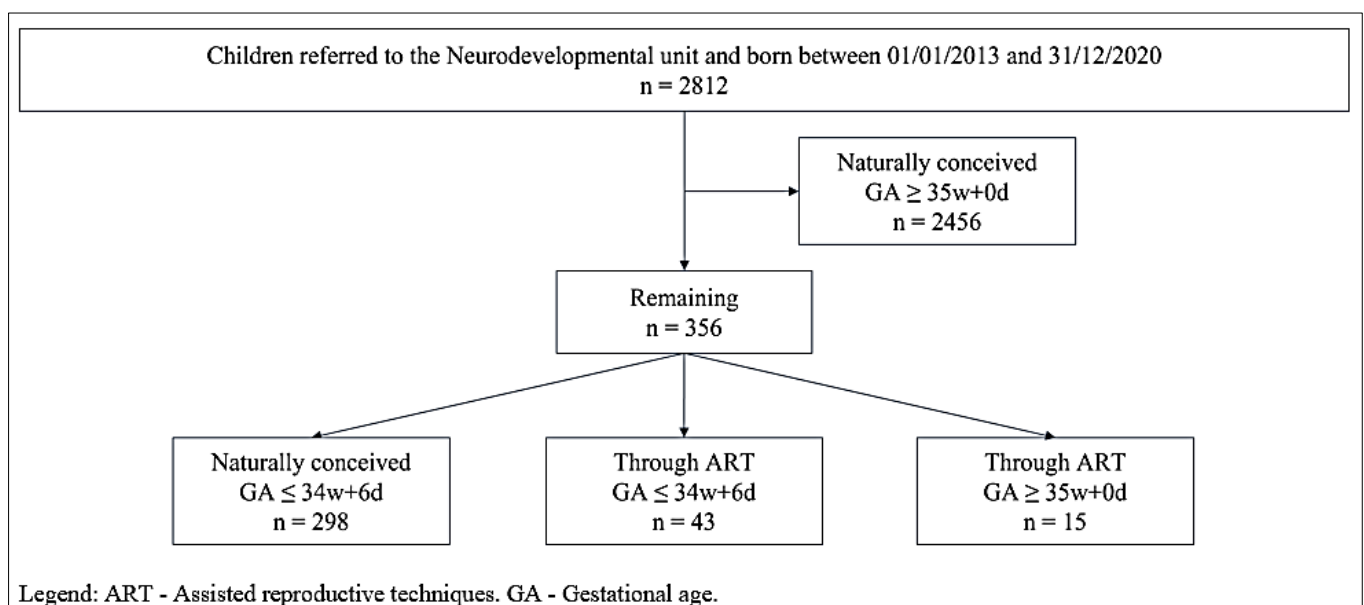 Children referred to the Neurodevelopmental unit and born between 01/01/2013 and 31/12/2020
n = 2812
Naturally conceived
GA ≥ 35w+0d
n = 2456
Remaining
n = 356
Naturally conceived
GA ≤ 34w+6d
n = 298
Through ART
GA ≤ 34w+6d
n = 43
Through ART
GA ≥ 35w+0d
n = 15
Legend: ART - Assisted reproductive techniques. GA - Gestational age.